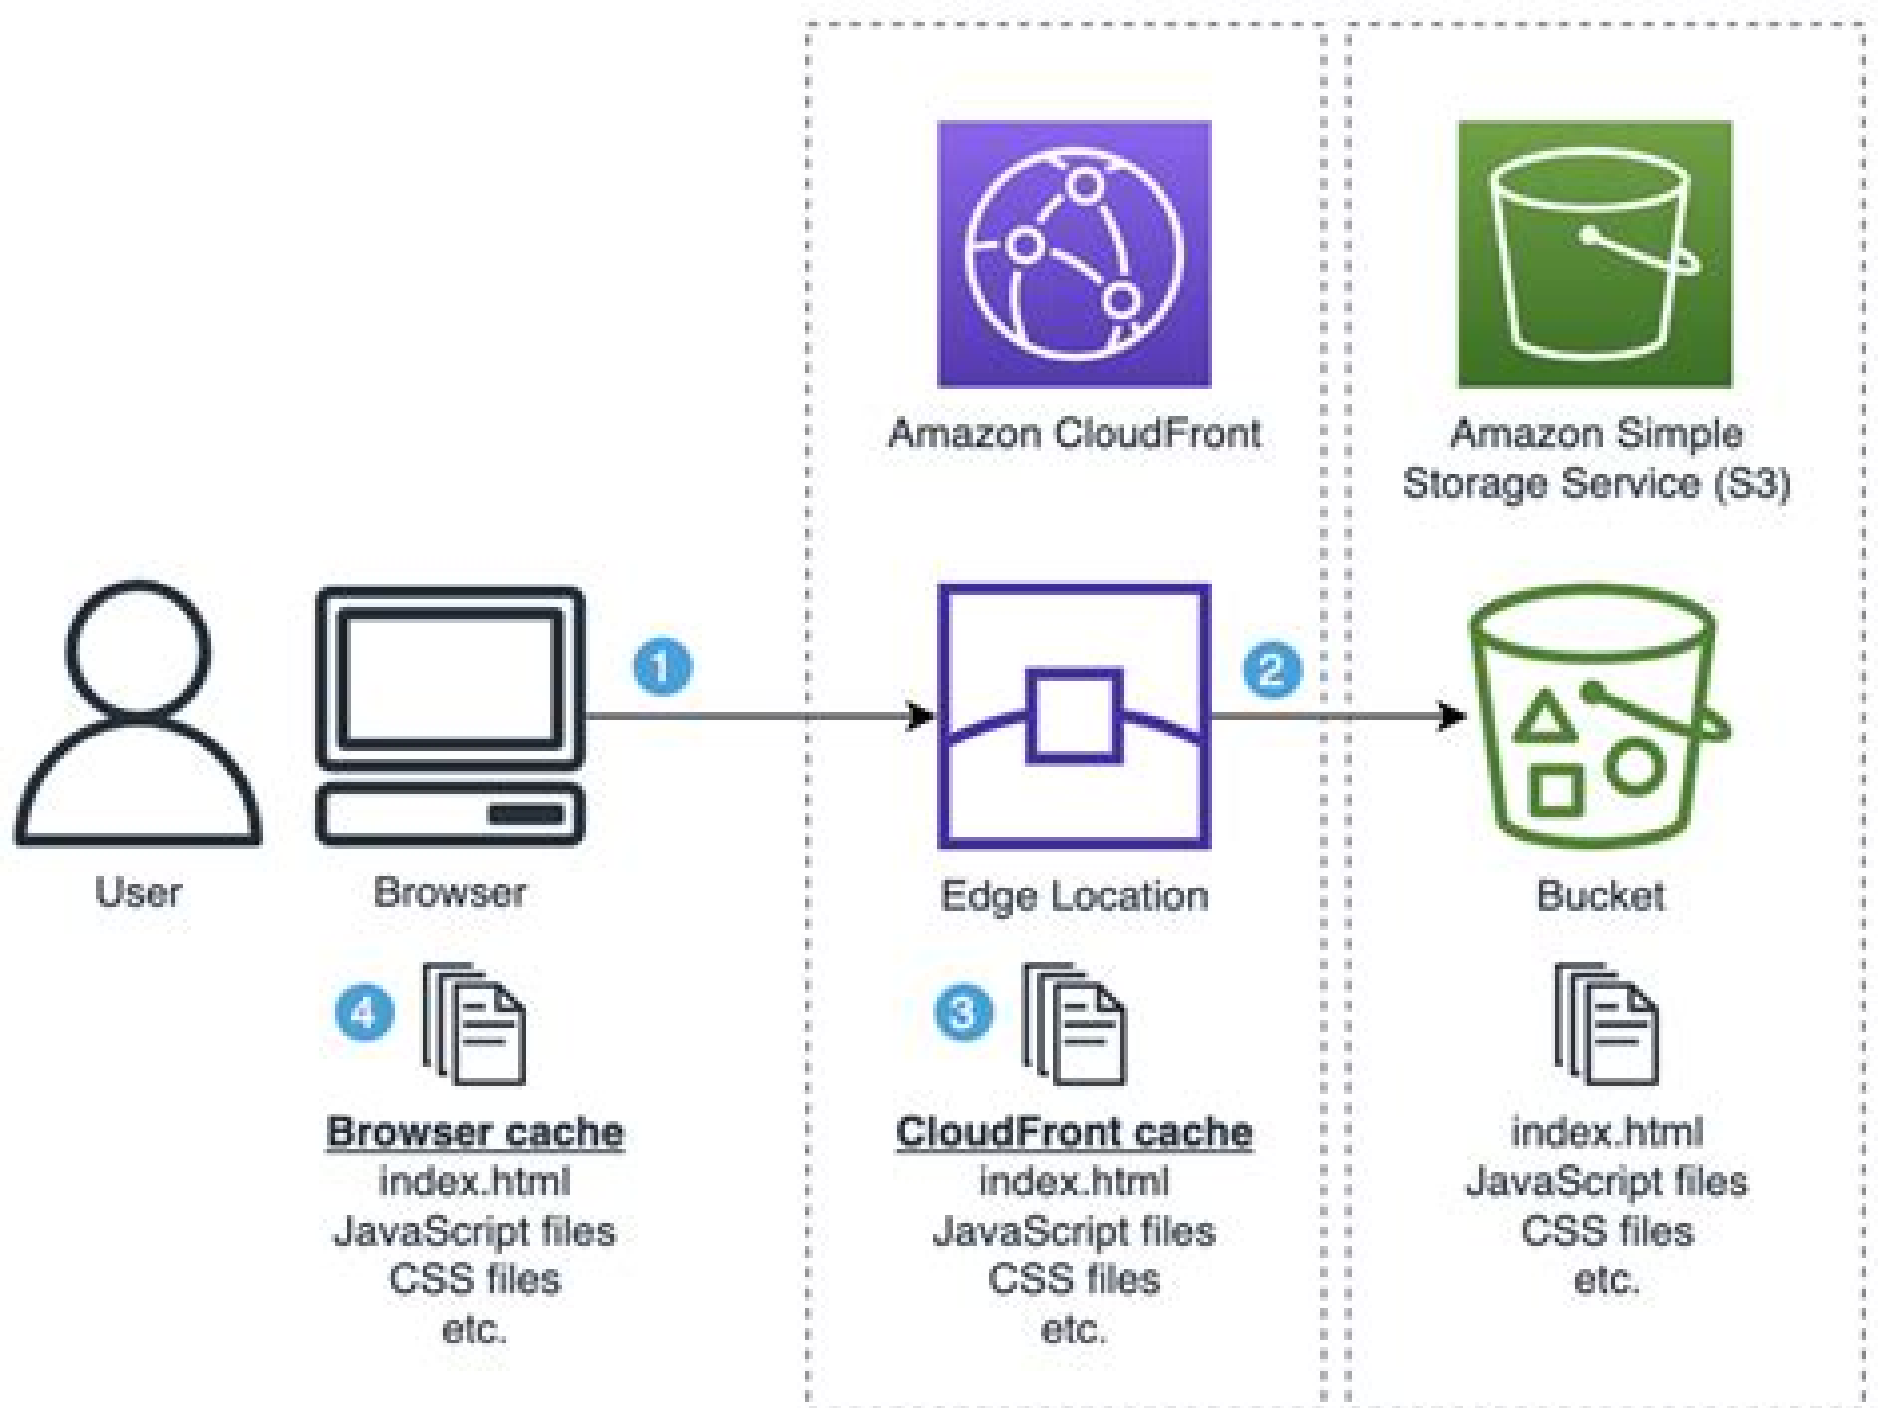 Amazon CloudFront
Amazon Simple
Storage Service (S3)
1
2
User
Browser
Edge Location
Bucket
4
3
Browser cache
index.html
JavaScript files
CSS files
etc.
CloudFront cache
index.html
JavaScript files
CSS files
etc.
index.html
JavaScript files
CSS files
etc.